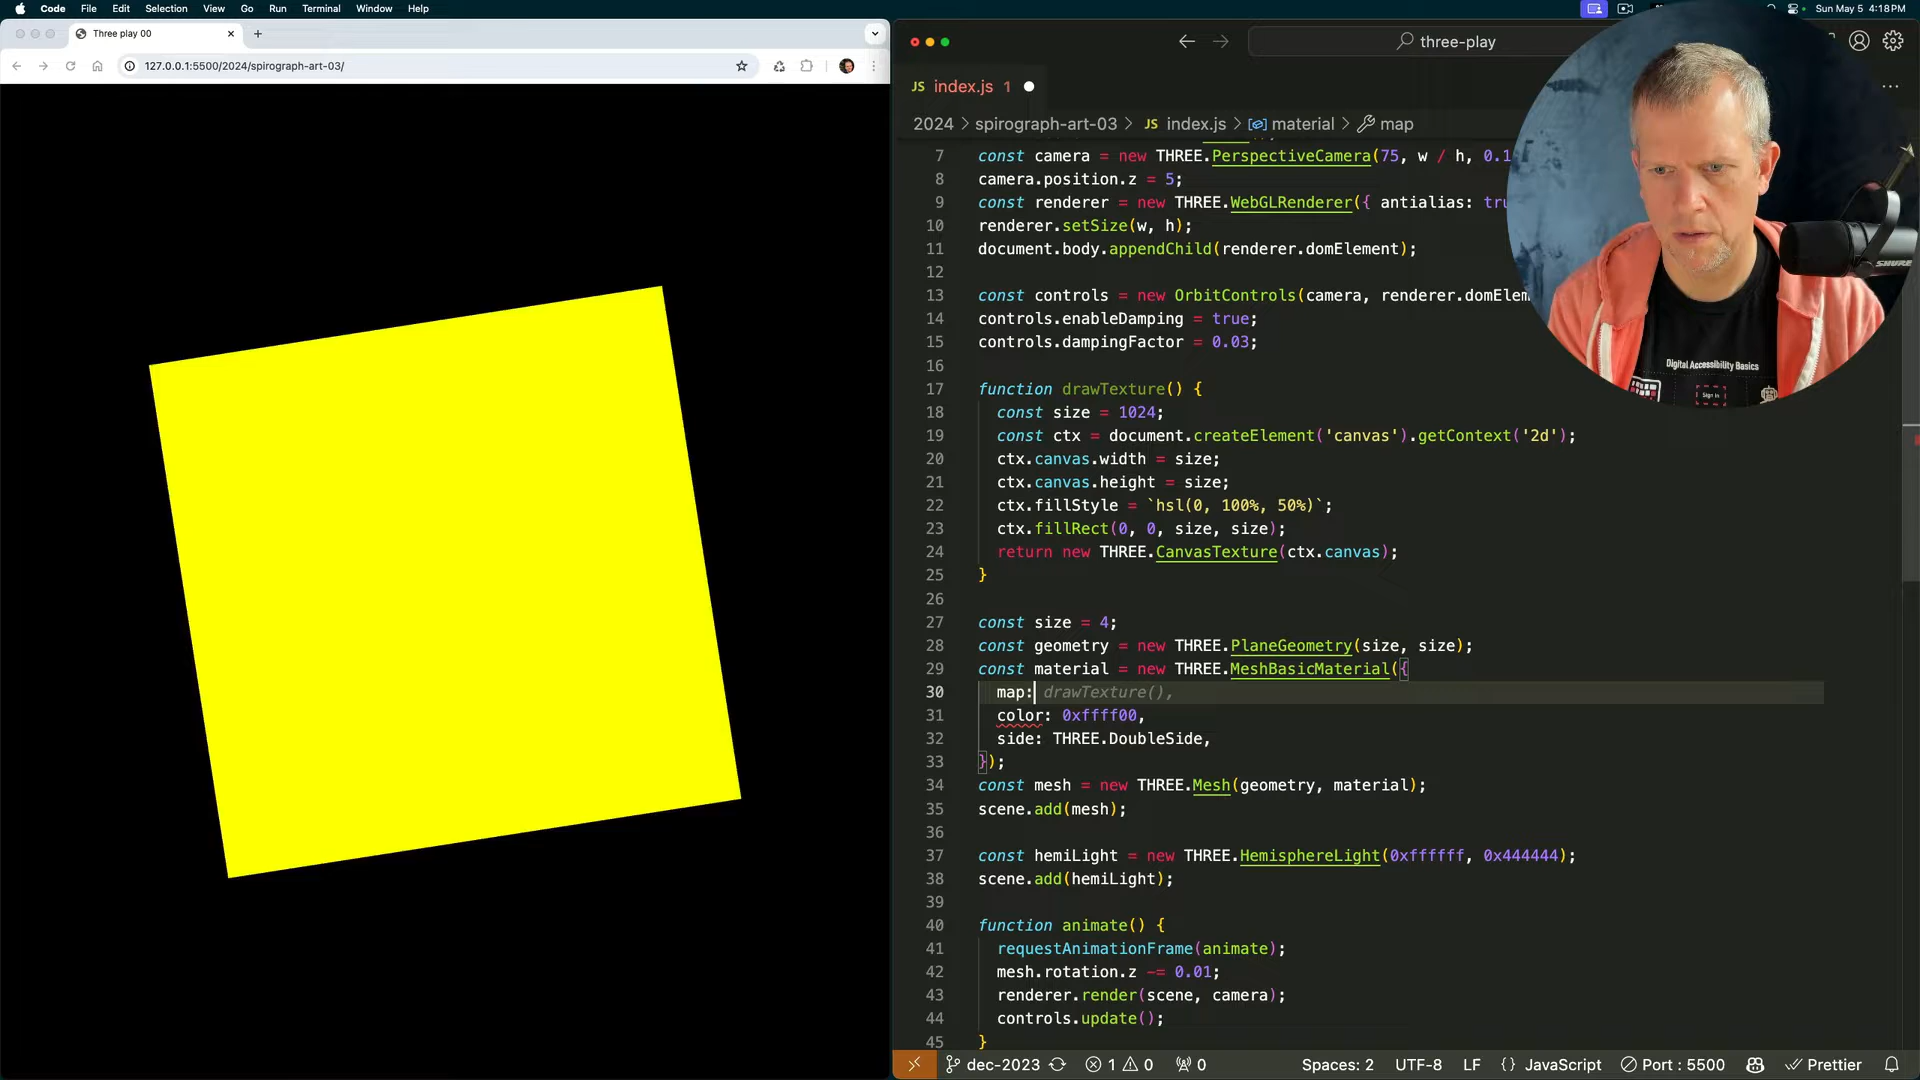 Code File Edit Selection View Go Run Terminal Window Help
Sun May 5 4:18 PM
Three play 00
127.0.0.1:5500/2024/spirograph-art-03/
three-play
JS index.js 1
2024 > spirograph-art-03 > JS index.js > material > map
7 const camera = new THREE.PerspectiveCamera(75, w / h, 0.1
8 camera.position.z = 5;
9 const renderer = new THREE.WebGLRenderer({ antialias: tru
10 renderer.setSize(w, h);
11 document.body.appendChild(renderer.domElement);
12
13 const controls = new OrbitControls(camera, renderer.domElem
14 controls.enableDamping = true;
15 controls.dampingFactor = 0.03;
16
17 function drawTexture() {
18 const size = 1024;
19 const ctx = document.createElement('canvas').getContext('2d');
20 ctx.canvas.width = size;
21 ctx.canvas.height = size;
22 ctx.fillStyle = `hsl(0, 100%, 50%)`;
23 ctx.fillRect(0, 0, size, size);
24 return new THREE.CanvasTexture(ctx.canvas);
25 }
26
27 const size = 4;
28 const geometry = new THREE.PlaneGeometry(size, size);
29 const material = new THREE.MeshBasicMaterial({
30 map: drawTexture(),
31 color: 0xffff00,
32 side: THREE.DoubleSide,
33 });
34 const mesh = new THREE.Mesh(geometry, material);
35 scene.add(mesh);
36
37 const hemiLight = new THREE.HemisphereLight(0xffffff, 0x444444);
38 scene.add(hemiLight);
39
40 function animate() {
41 requestAnimationFrame(animate);
42 mesh.rotation.z -= 0.01;
43 renderer.render(scene, camera);
44 controls.update();
45 }
dec-2023 1 0 0 Spaces: 2 UTF-8 LF {} JavaScript Port : 5500 Prettier
Digital Accessibility Basics
Sign In
SHURE